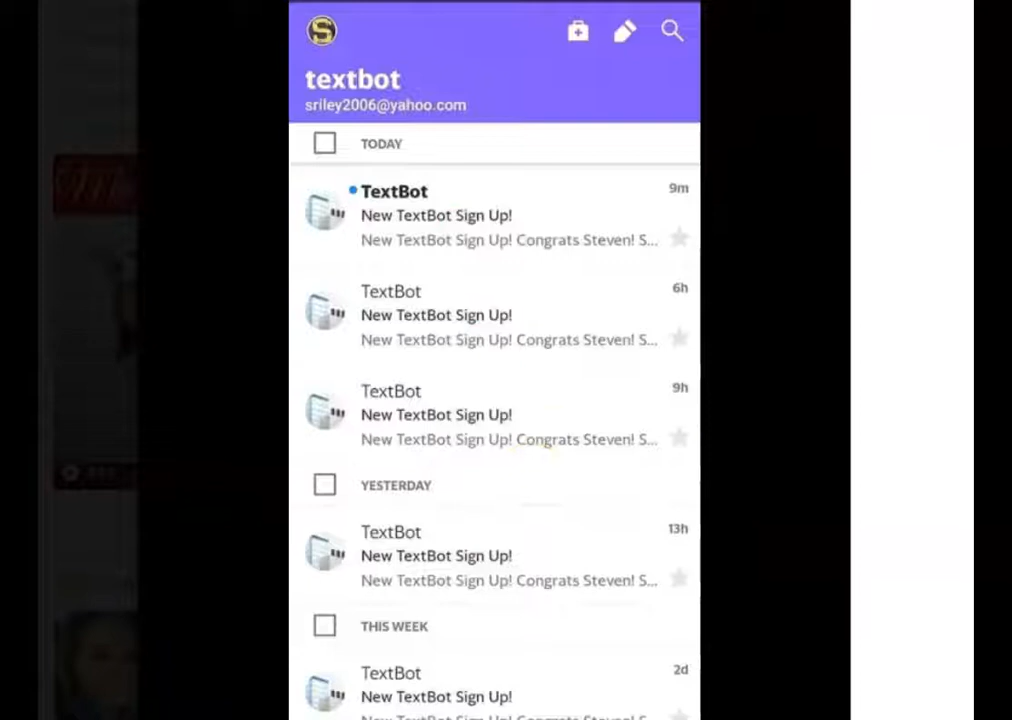 S
textbot
sriley2006@yahoo.com
TODAY
TextBot
9m
New TextBot Sign Up!
New TextBot Sign Up! Congrats Steven! S...
TextBot
6h
New TextBot Sign Up!
New TextBot Sign Up! Congrats Steven! S...
TextBot
9h
New TextBot Sign Up!
New TextBot Sign Up! Congrats Steven! S...
YESTERDAY
TextBot
13h
New TextBot Sign Up!
New TextBot Sign Up! Congrats Steven! S...
THIS WEEK
TextBot
2d
New TextBot Sign Up!